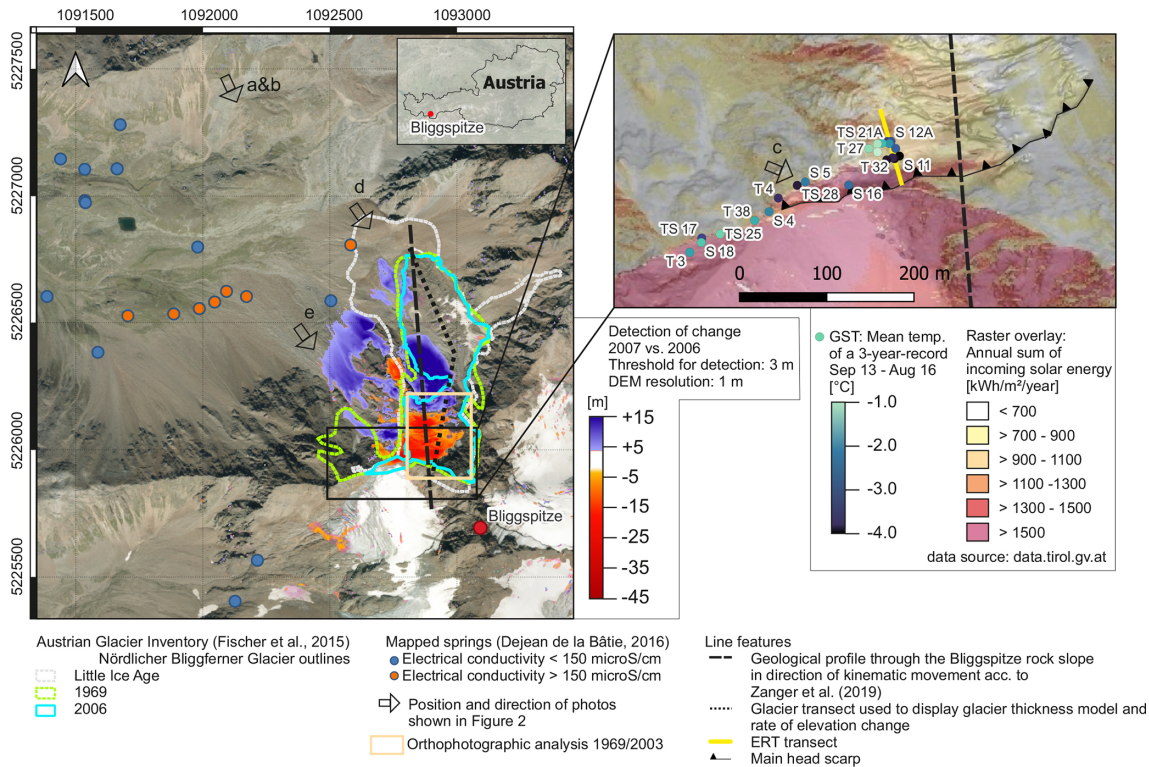 1091500 1092000 1092500 1093000
5227500
5227000
5226500
5226000
5225500
a&b
Austria
Bliggspitze
d
e
Bliggspitze
TS 21A S 12A
T 27
T 32 S 11
c
S 5
T 4 TS 28 S 16
T 38 S 4
TS 17 TS 25
S 18
T 3
0 100 200 m
Detection of change
2007 vs. 2006
Threshold for detection: 3 m
DEM resolution: 1 m
[m]
+15
+5
-5
-15
-25
-35
-45
GST: Mean temp.
of a 3-year-record
Sep 13 - Aug 16
[°C]
-1.0
-2.0
-3.0
-4.0
Raster overlay:
Annual sum of
incoming solar energy
[kWh/m²/year]
< 700
> 700 - 900
> 900 - 1100
> 1100 -1300
> 1300 - 1500
> 1500
data source: data.tirol.gv.at
Austrian Glacier Inventory (Fischer et al., 2015)
Nördlicher Bliggferner Glacier outlines
Little Ice Age
1969
2006
Mapped springs (Dejean de la Bâtie, 2016)
Electrical conductivity < 150 microS/cm
Electrical conductivity > 150 microS/cm
Position and direction of photos
shown in Figure 2
Orthophotographic analysis 1969/2003
Line features
Geological profile through the Bliggspitze rock slope
in direction of kinematic movement acc. to
Zanger et al. (2019)
Glacier transect used to display glacier thickness model and
rate of elevation change
ERT transect
Main head scarp